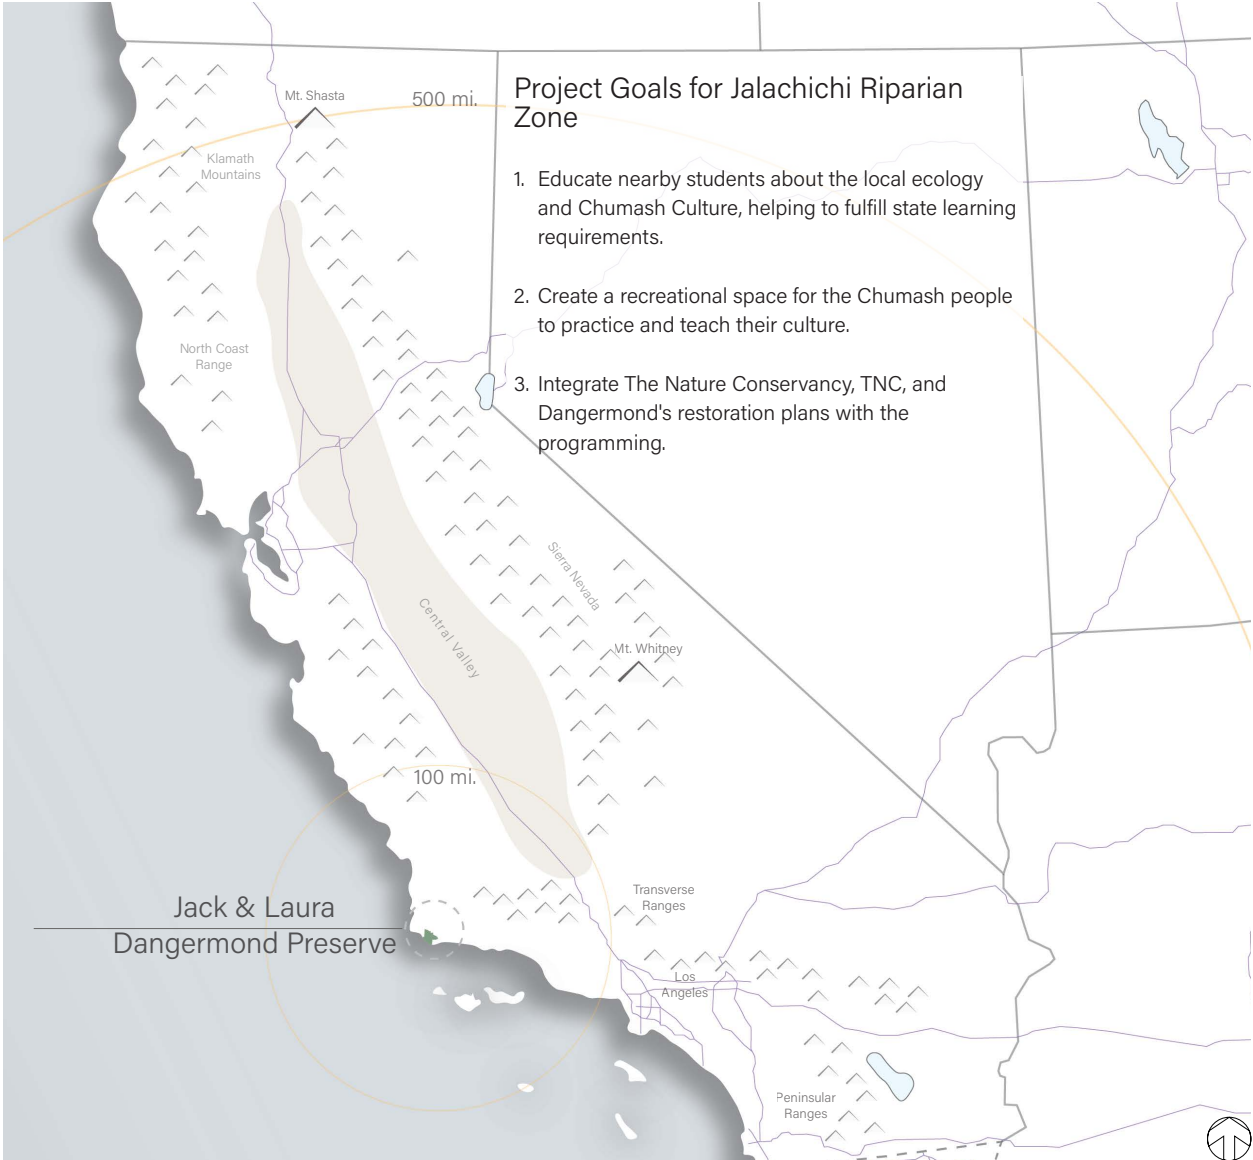 Project Goals for Jalachichi Riparian
Zone
1. Educate nearby students about the local ecology
and Chumash Culture, helping to fulfill state learning
requirements.
2. Create a recreational space for the Chumash people
to practice and teach their culture.
3. Integrate The Nature Conservancy, TNC, and
Dangermond's restoration plans with the
programming.
Mt. Shasta
500 mi.
Klamath
Mountains
North Coast
Range
Sierra Nevada
Central Valley
Mt. Whitney
100 mi.
Jack & Laura
Dangermond Preserve
Transverse
Ranges
Los
Angeles
Peninsular
Ranges